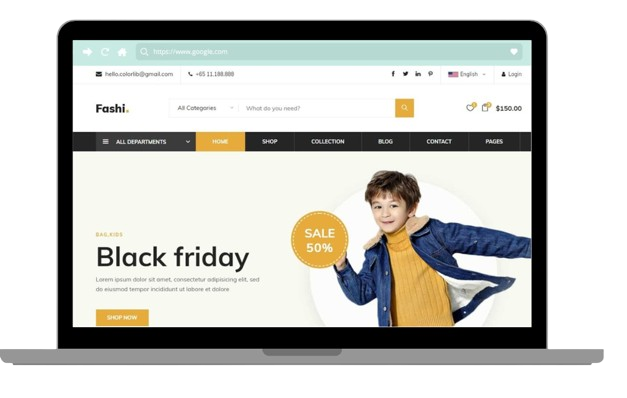 https://www.google.com
hello.colorlib@gmail.com +65 11.188.888 English Login
Fashi. All Categories What do you need? $150.00
ALL DEPARTMENTS HOME SHOP COLLECTION BLOG CONTACT PAGES
SALE
50%
BAG,KIDS
Black friday
Lorem ipsum dolor sit amet, consectetur adipiscing elit, sed
do eiusmod tempor incididunt ut labore et dolore
SHOP NOW